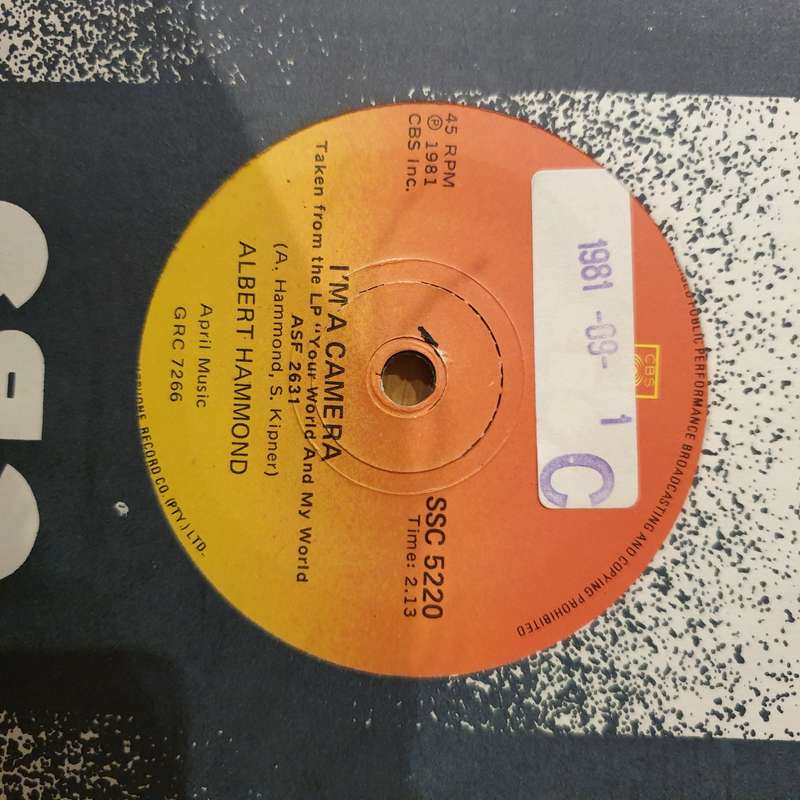 CBS
1981 -09- 1
C
45 RPM
Ⓟ 1981
CBS Inc.
SSC 5220
Time: 2.13
I'M A CAMERA
Taken from the LP "Your World And My World
ASF 2631
(A. Hammond, S. Kipner)
ALBERT HAMMOND
April Music
GRC 7266
PUBLIC PERFORMANCE BROADCASTING AND COPYING PROHIBITED
RECORD CO. (PTY.) LTD.